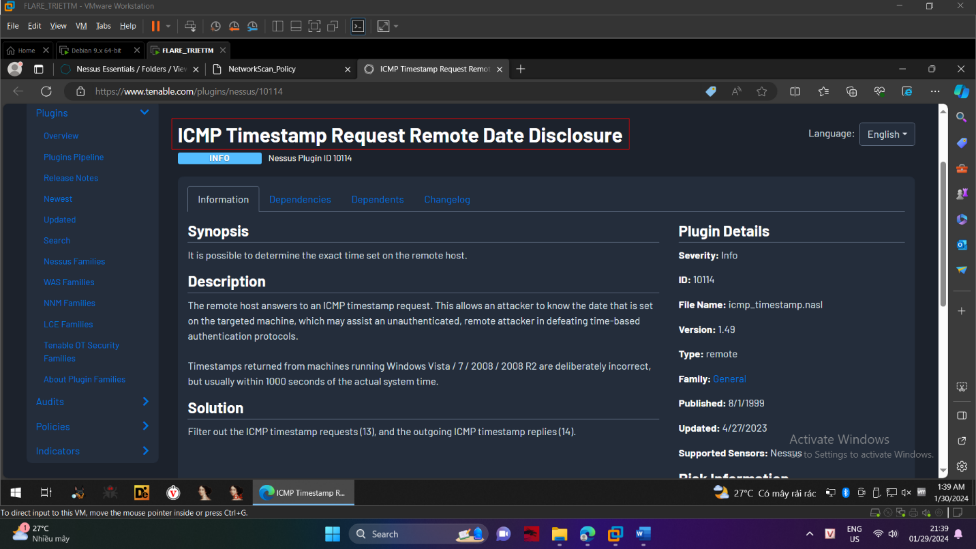 FLARE_TRIETTM — VMware Workstation
File Edit View VM Tabs Help
Home Debian 9.x 64-bit FLARE_TRIETTM
Nessus Essentials / Folders / View NetworkScan_Policy ICMP Timestamp Request Remot
https://www.tenable.com/plugins/nessus/10114
Plugins
Overview
Plugins Pipeline
Release Notes
Newest
Updated
Search
Nessus Families
WAS Families
NNM Families
LCE Families
Tenable OT Security
Families
About Plugin Families
Audits
Policies
Indicators
ICMP Timestamp Request Remote Date Disclosure
INFO Nessus Plugin ID 10114
Language: English
Information Dependencies Dependents Changelog
Synopsis
It is possible to determine the exact time set on the remote host.
Description
The remote host answers to an ICMP timestamp request. This allows an attacker to know the date that is set
on the targeted machine, which may assist an unauthenticated, remote attacker in defeating time-based
authentication protocols.
Timestamps returned from machines running Windows Vista / 7 / 2008 / 2008 R2 are deliberately incorrect,
but usually within 1000 seconds of the actual system time.
Solution
Filter out the ICMP timestamp requests (13), and the outgoing ICMP timestamp replies (14).
Plugin Details
Severity: Info
ID: 10114
File Name: icmp_timestamp.nasl
Version: 1.49
Type: remote
Family: General
Published: 8/1/1999
Updated: 4/27/2023
Supported Sensors: Nessus
Risk Information
Activate Windows
Go to Settings to activate Windows.
ICMP Timestamp R...
27°C Có mây rải rác
1:39 AM
1/30/2024
To direct input to this VM, move the mouse pointer inside or press Ctrl+G.
27°C
Nhiều mây
Search
ENG
US
21:39
01/29/2024